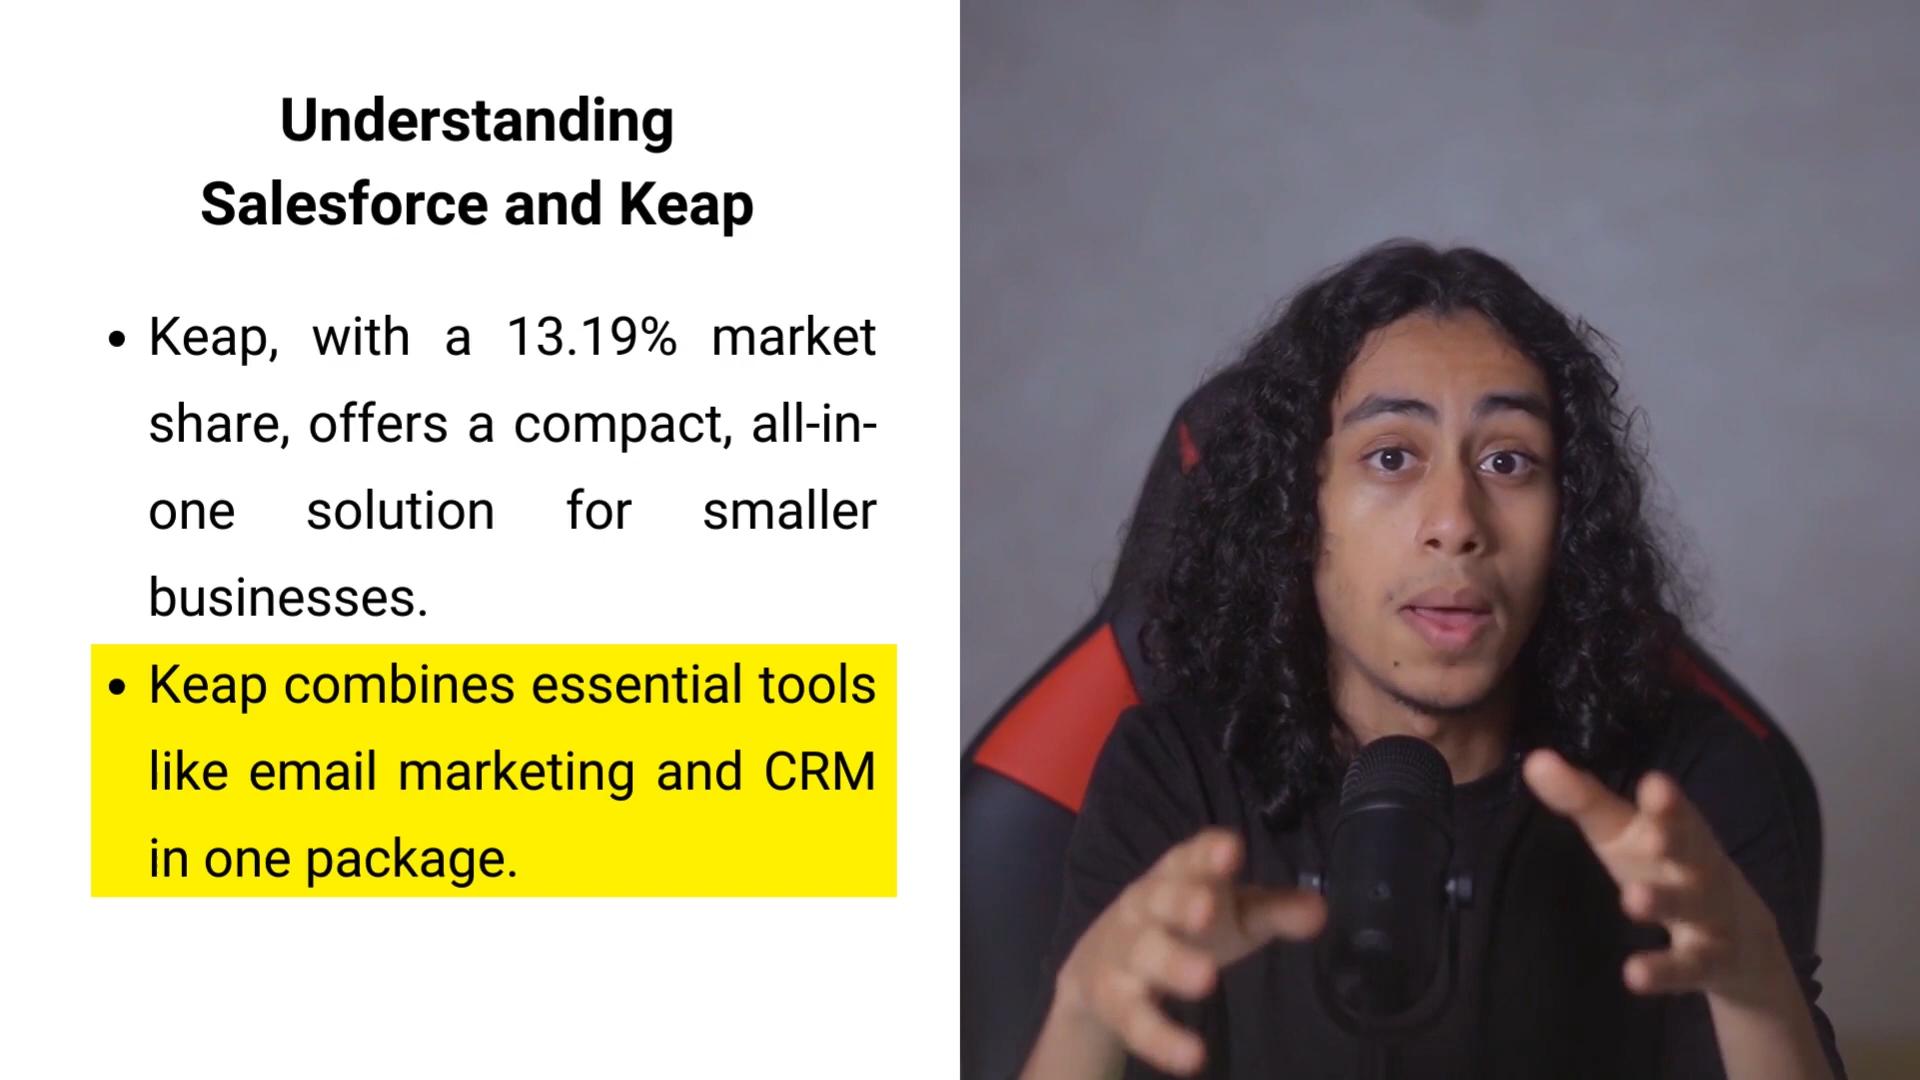 Understanding
Salesforce and Keap
• Keap, with a 13.19% market
share, offers a compact, all-in-
one solution for smaller
businesses.
• Keap combines essential tools
like email marketing and CRM
in one package.